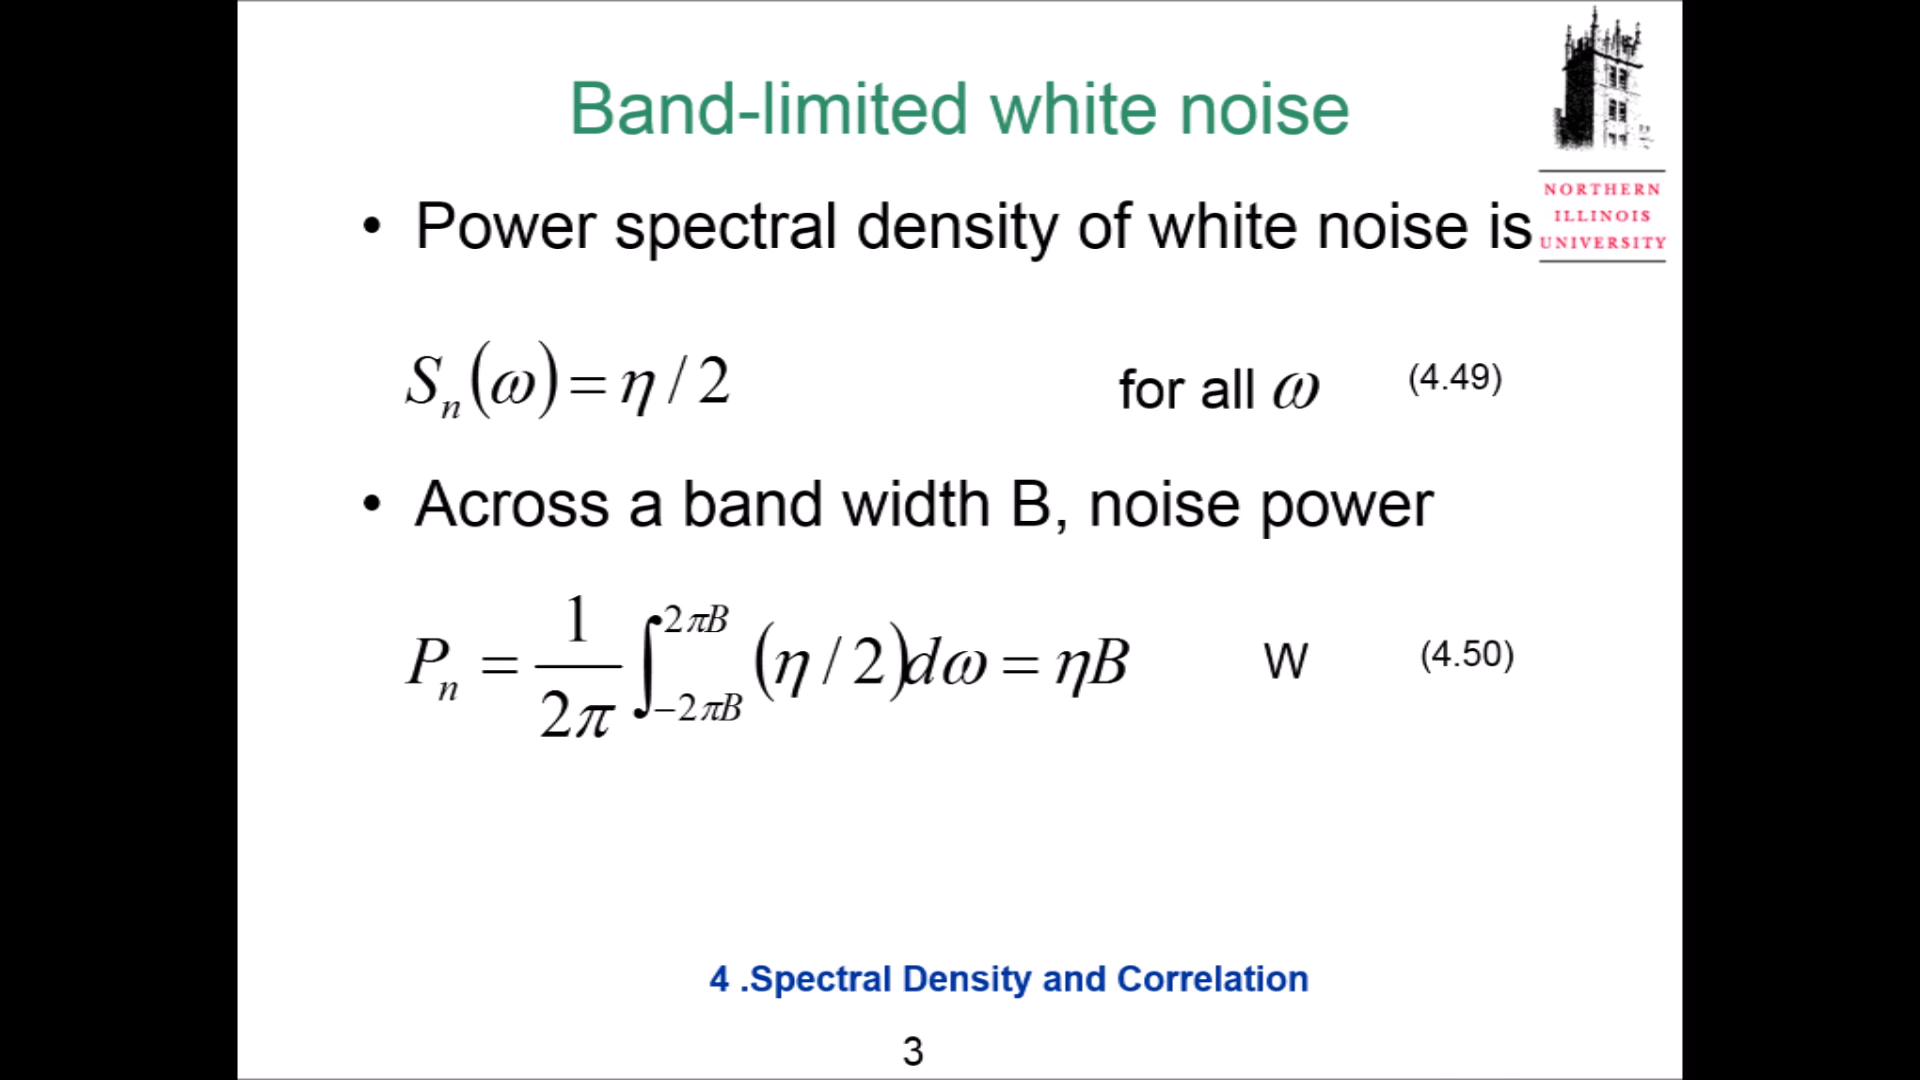 Band-limited white noise
NORTHERN
ILLINOIS
UNIVERSITY
• Power spectral density of white noise is
Sₙ(ω) = η / 2 for all ω (4.49)
• Across a band width B, noise power
Pₙ = 1/2π ∫_{-2πB}^{2πB} (η / 2)dω = ηB W (4.50)
4 .Spectral Density and Correlation
3